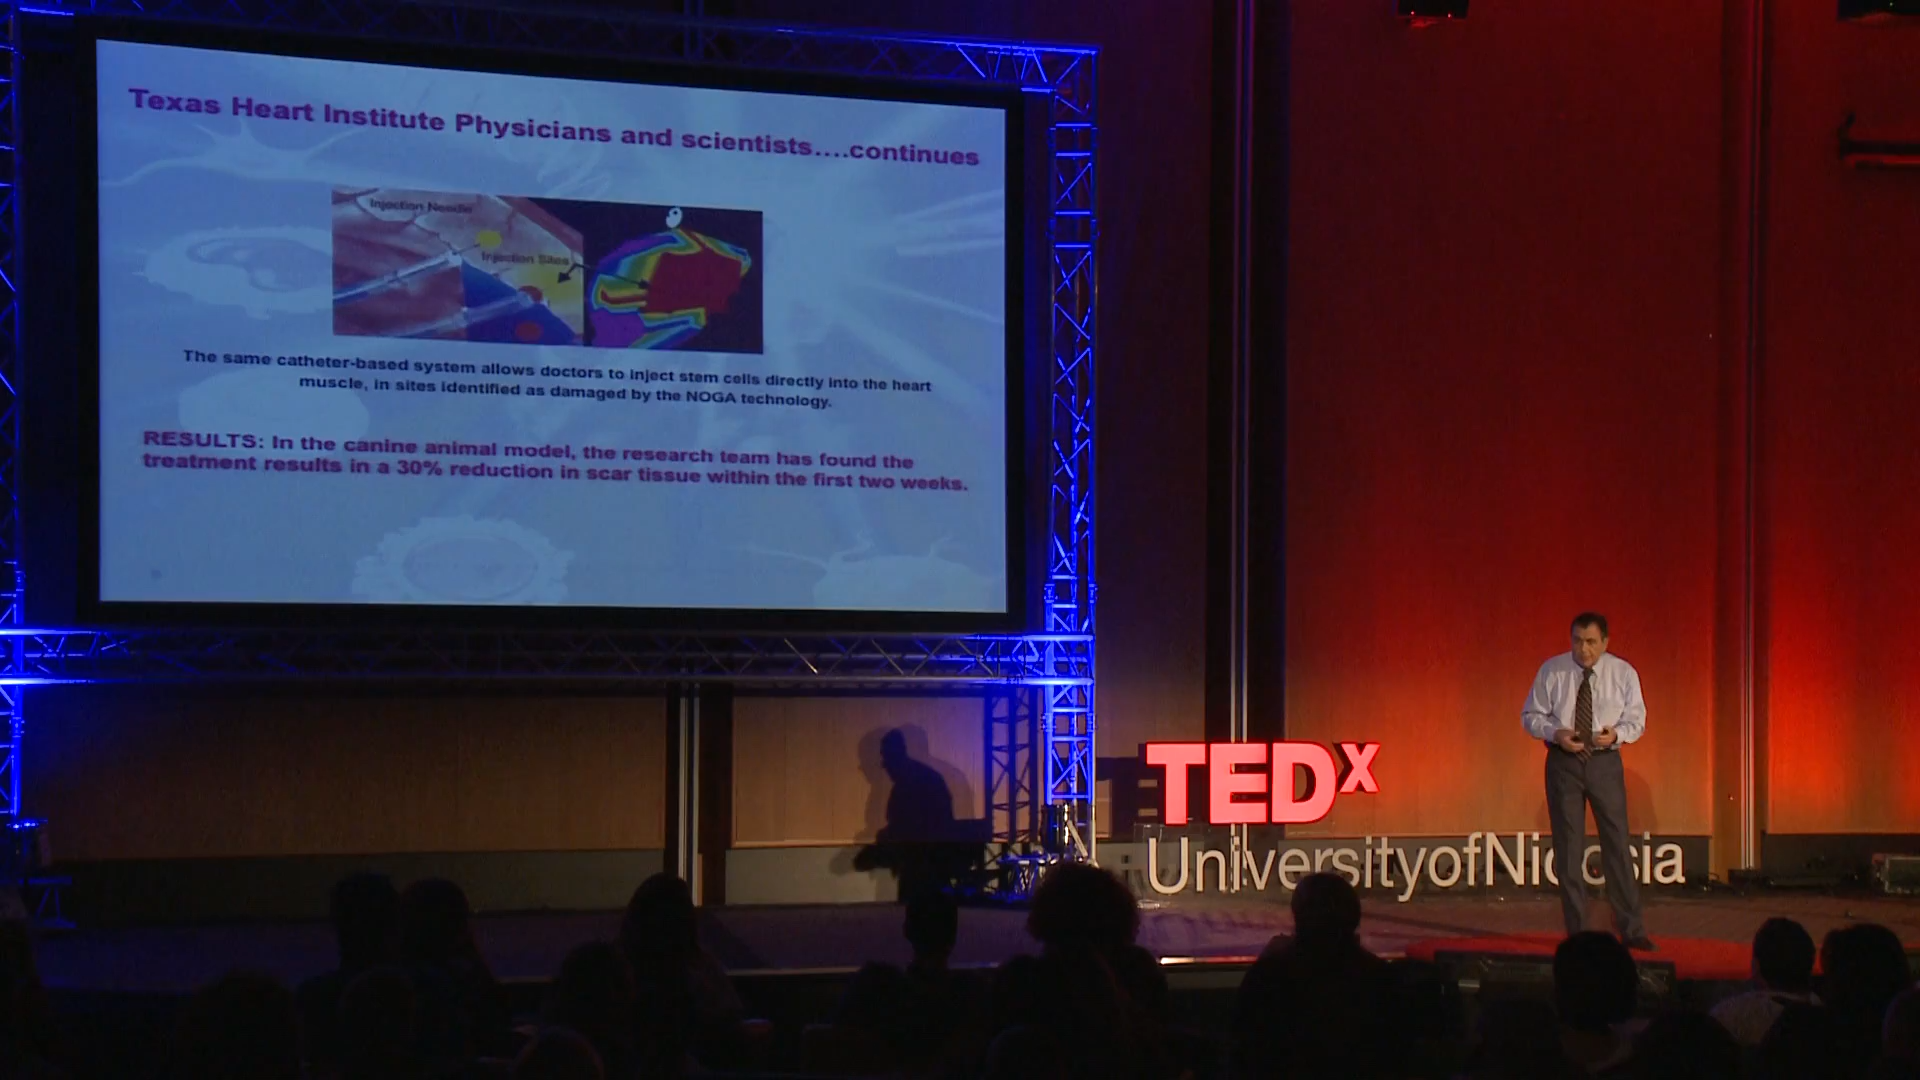 Texas Heart Institute Physicians and scientists....continues
Injection Needle
Injection Sites
The same catheter-based system allows doctors to inject stem cells directly into the heart
muscle, in sites identified as damaged by the NOGA technology.
RESULTS: In the canine animal model, the research team has found the
treatment results in a 30% reduction in scar tissue within the first two weeks.
TEDx
UniversityofNicosia